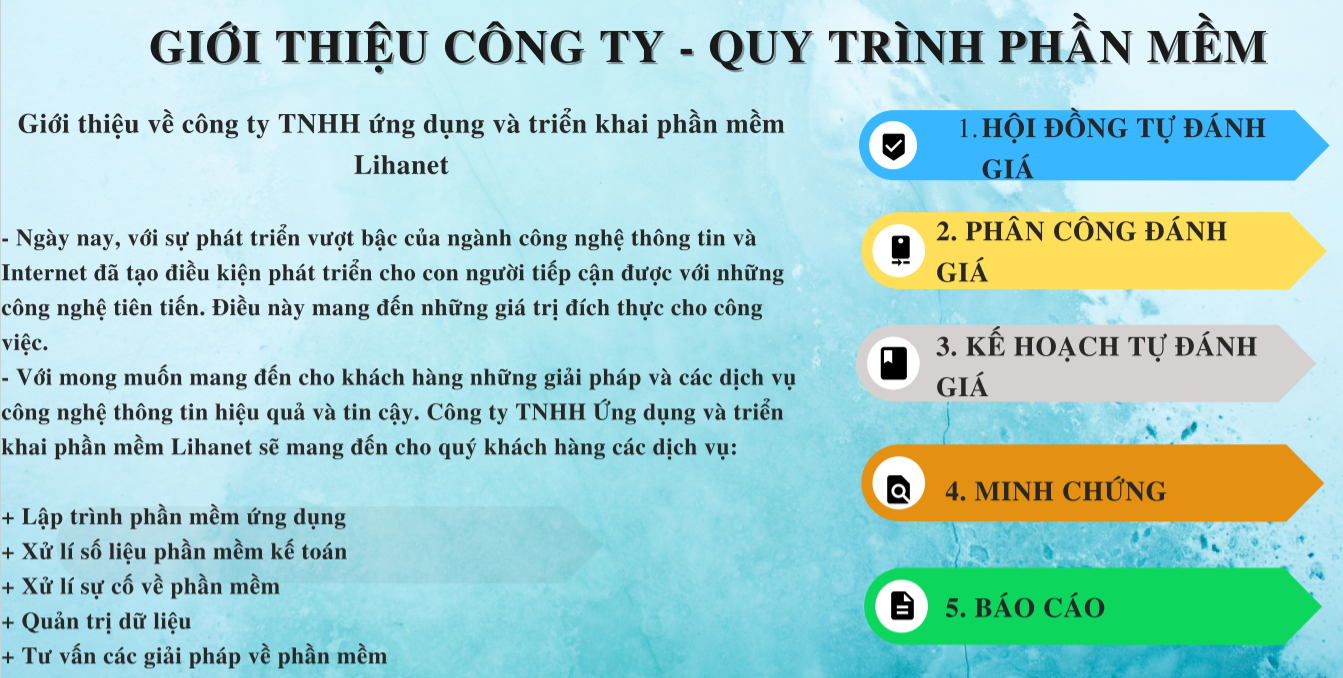 GIỚI THIỆU CÔNG TY - QUY TRÌNH PHẦN MỀM
Giới thiệu về công ty TNHH ứng dụng và triển khai phần mềm
Lihanet
- Ngày nay, với sự phát triển vượt bậc của ngành công nghệ thông tin và
Internet đã tạo điều kiện phát triển cho con người tiếp cận được với những
công nghệ tiên tiến. Điều này mang đến những giá trị đích thực cho công
việc.
- Với mong muốn mang đến cho khách hàng những giải pháp và các dịch vụ
công nghệ thông tin hiệu quả và tin cậy. Công ty TNHH Ứng dụng và triển
khai phần mềm Lihanet sẽ mang đến cho quý khách hàng các dịch vụ:
+ Lập trình phần mềm ứng dụng
+ Xử lí số liệu phần mềm kế toán
+ Xử lí sự cố về phần mềm
+ Quản trị dữ liệu
+ Tư vấn các giải pháp về phần mềm
1. HỘI ĐỒNG TỰ ĐÁNH
GIÁ
2. PHÂN CÔNG ĐÁNH
GIÁ
3. KẾ HOẠCH TỰ ĐÁNH
GIÁ
4. MINH CHỨNG
5. BÁO CÁO